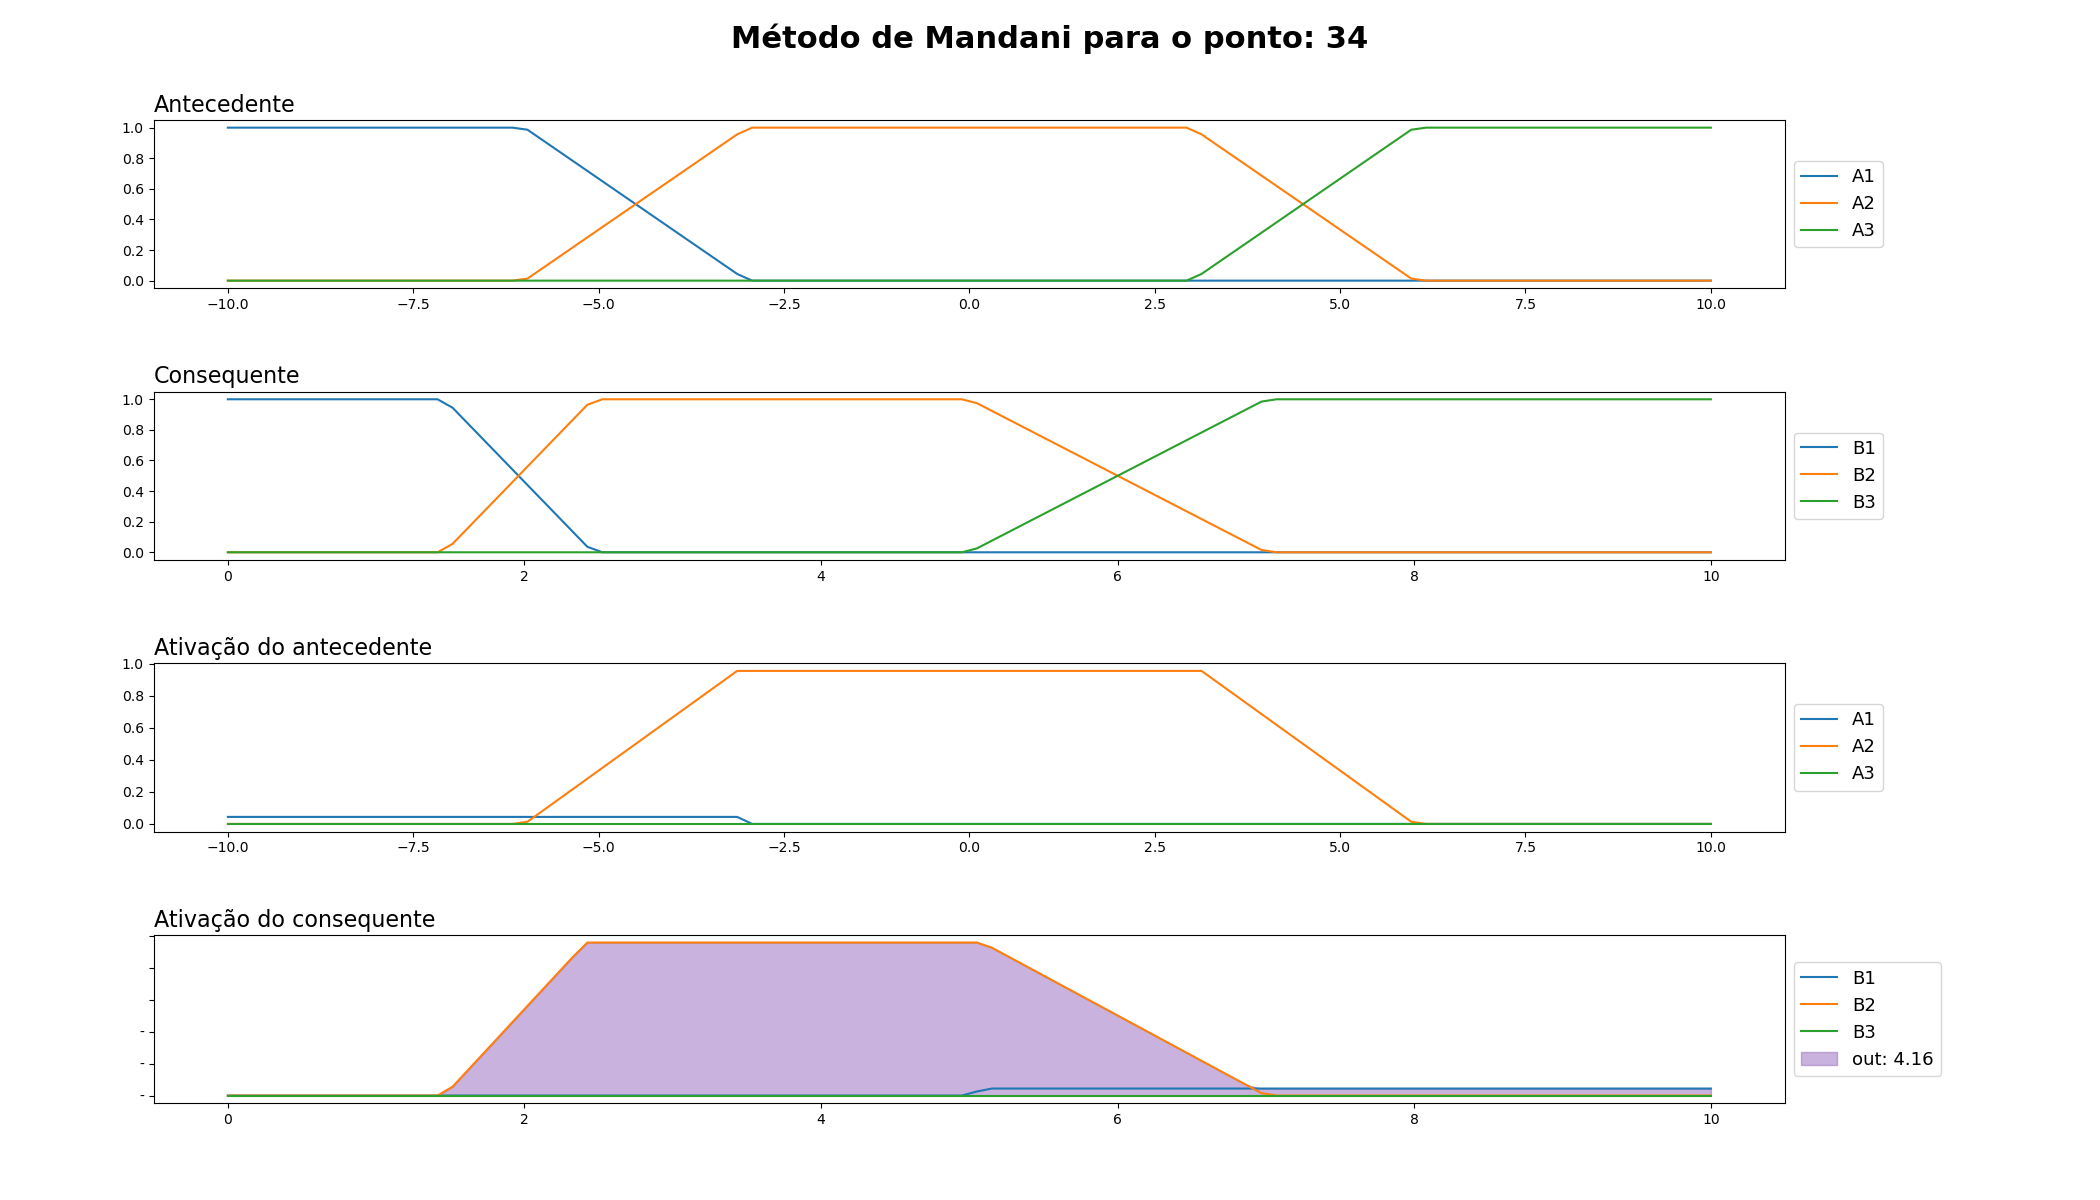 Método de Mandani para o ponto: 34
Antecedente
1.0
0.8
0.6
0.4
0.2
0.0
−10.0 −7.5 −5.0 −2.5 0.0 2.5 5.0 7.5 10.0
A1
A2
A3
Consequente
1.0
0.8
0.6
0.4
0.2
0.0
0 2 4 6 8 10
B1
B2
B3
Ativação do antecedente
1.0
0.8
0.6
0.4
0.2
0.0
−10.0 −7.5 −5.0 −2.5 0.0 2.5 5.0 7.5 10.0
A1
A2
A3
Ativação do consequente
-
-
-
0 2 4 6 8 10
B1
B2
B3
out: 4.16